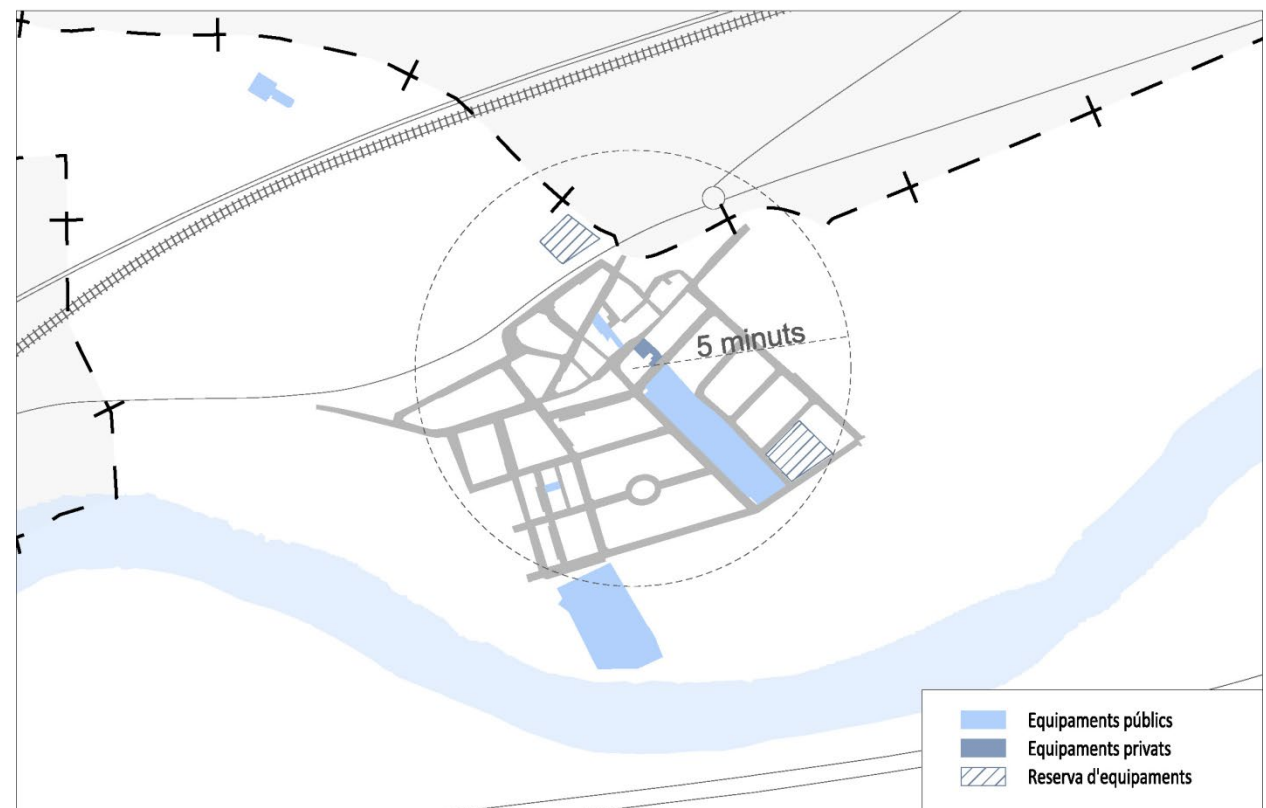 5 minuts
Equipaments públics
Equipaments privats
Reserva d'equipaments